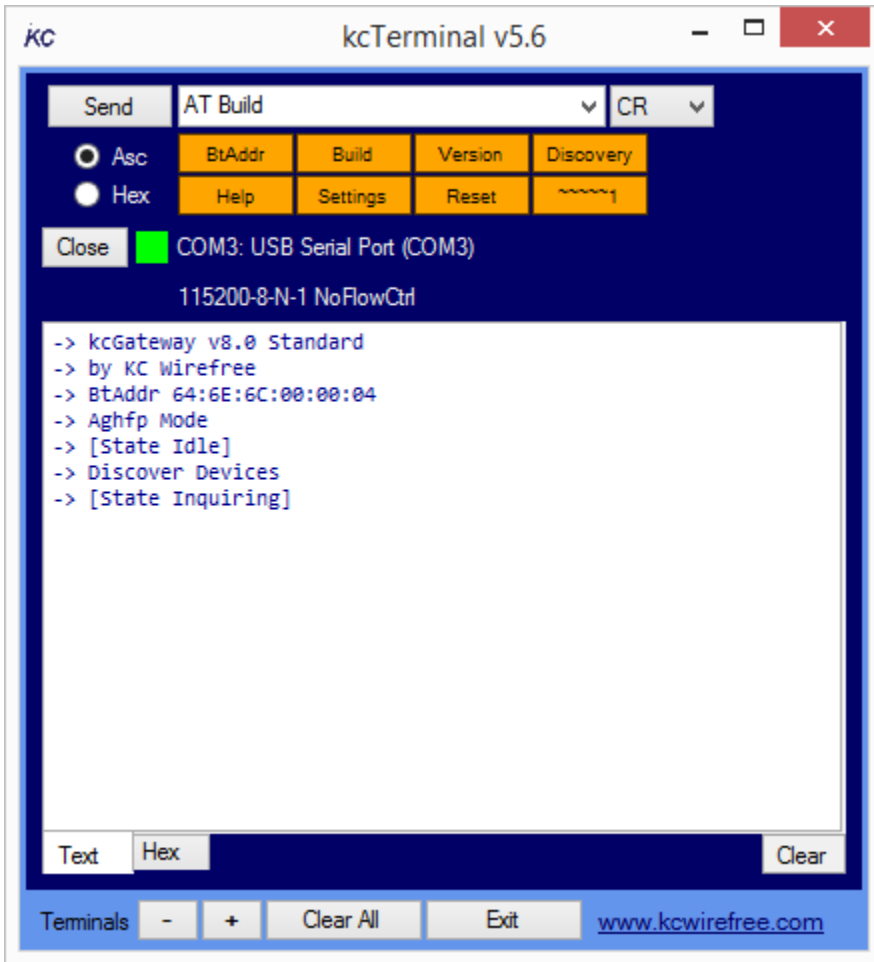 KC kcTerminal v5.6
Send AT Build CR
Asc BtAddr Build Version Discovery
Hex Help Settings Reset ~~~~~1
Close COM3: USB Serial Port (COM3)
115200-8-N-1 NoFlowCtrl
-> kcGateway v8.0 Standard
-> by KC Wirefree
-> BtAddr 64:6E:6C:00:00:04
-> Aghfp Mode
-> [State Idle]
-> Discover Devices
-> [State Inquiring]
Text Hex Clear
Terminals - + Clear All Exit www.kcwirefree.com